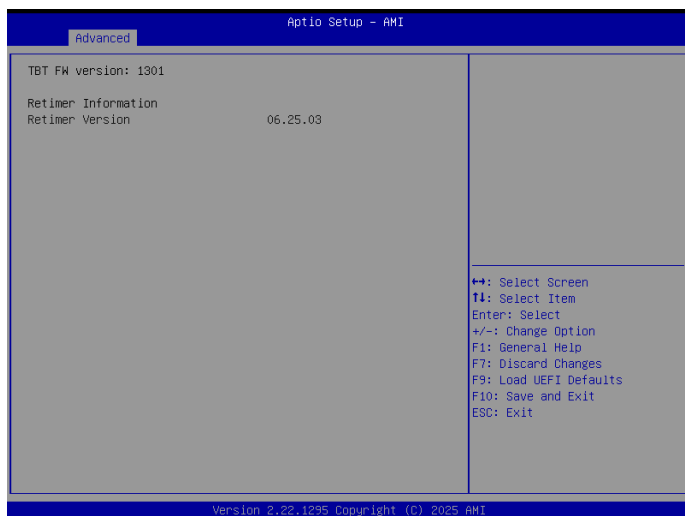 Aptio Setup – AMI
Advanced
TBT FW version: 1301
Retimer Information
Retimer Version 06.25.03
↔: Select Screen
↑↓: Select Item
Enter: Select
+/-: Change Option
F1: General Help
F7: Discard Changes
F9: Load UEFI Defaults
F10: Save and Exit
ESC: Exit
Version 2.22.1295 Copyright (C) 2025 AMI